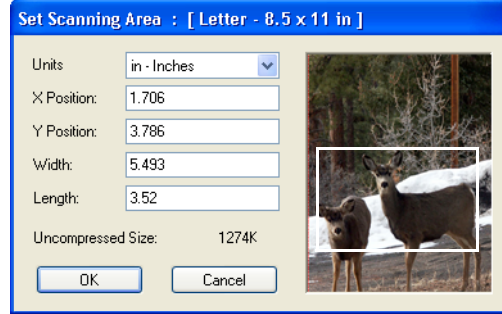 Set Scanning Area : [ Letter - 8.5 x 11 in ]
Units in - Inches
X Position: 1.706
Y Position: 3.786
Width: 5.493
Length: 3.52
Uncompressed Size: 1274K
OK Cancel